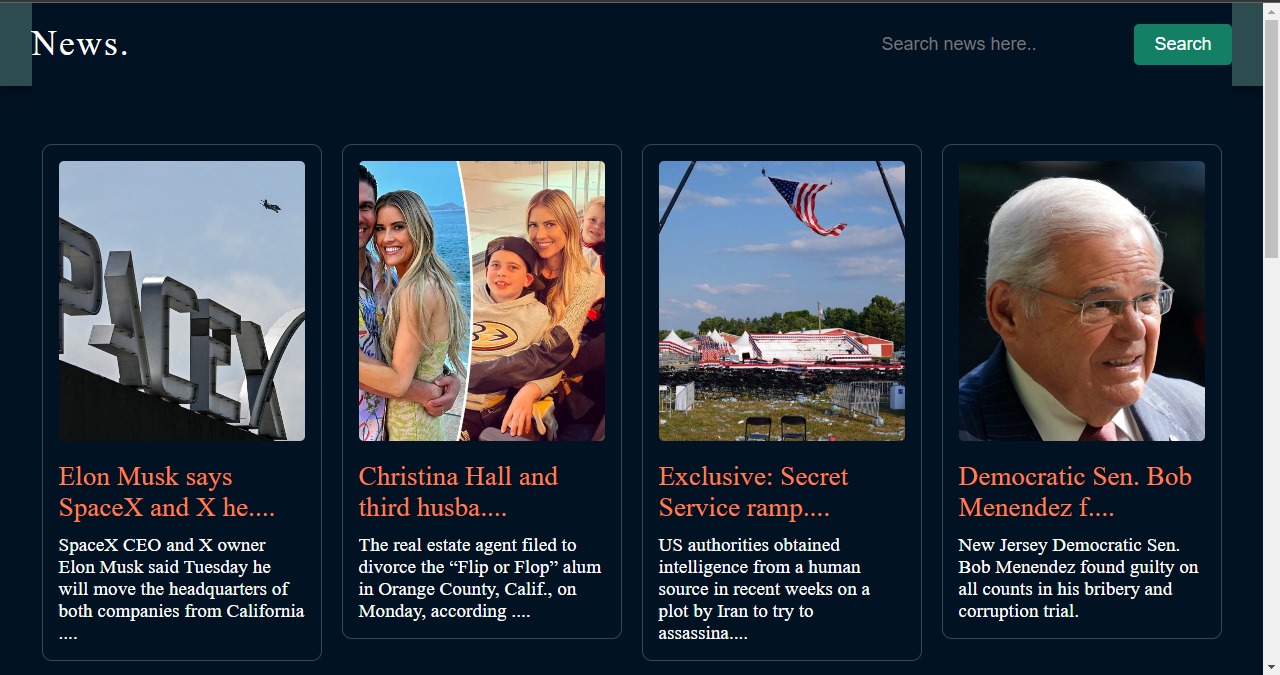 News.
Search news here..
Search
PACEX
Elon Musk says
SpaceX and X he....
SpaceX CEO and X owner
Elon Musk said Tuesday he
will move the headquarters of
both companies from California
....
Christina Hall and
third husba....
The real estate agent filed to
divorce the “Flip or Flop” alum
in Orange County, Calif., on
Monday, according ....
Exclusive: Secret
Service ramp....
US authorities obtained
intelligence from a human
source in recent weeks on a
plot by Iran to try to
assassina....
Democratic Sen. Bob
Menendez f....
New Jersey Democratic Sen.
Bob Menendez found guilty on
all counts in his bribery and
corruption trial.